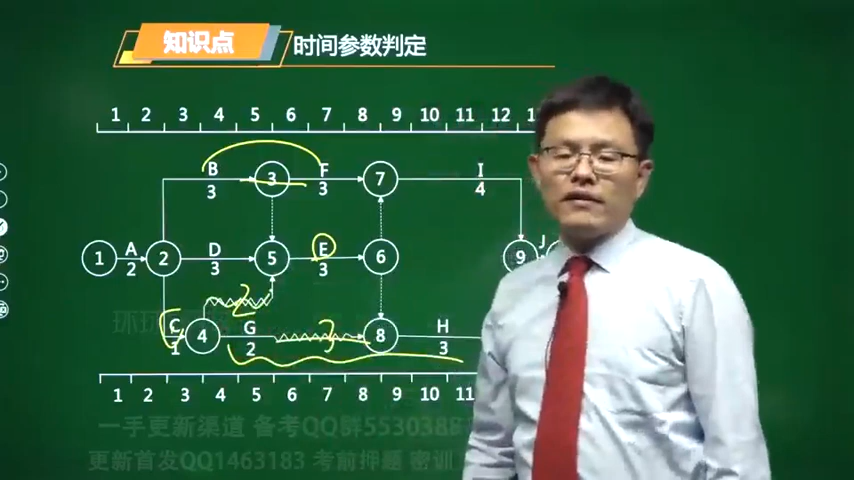 知识点 时间参数判定
1 2 3 4 5 6 7 8 9 10 11 12 1
B F I
3 3 7 3 4
1 A 2 D 5 E 6 9 J
2 3 3
2
C 4 G 3 8 H
1 2 3
1 2 3 4 5 6 7 8 9 10 11
一手更新渠道 备考QQ群5530388
更新首发QQ1463183 考前押题 密训